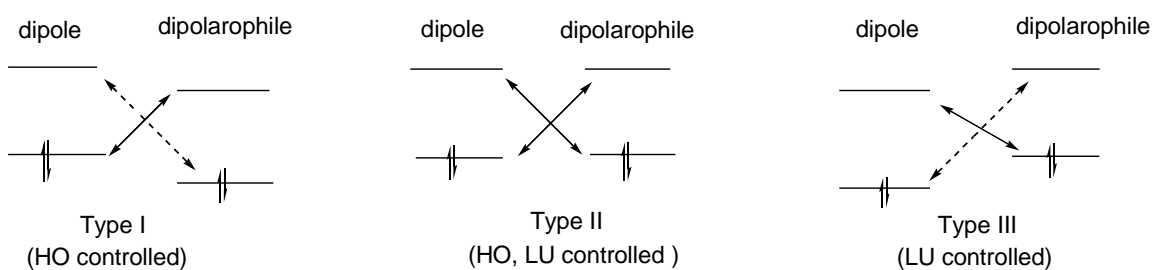 dipole dipolarophile
Type I
(HO controlled)
dipole dipolarophile
Type II
(HO, LU controlled )
dipole dipolarophile
Type III
(LU controlled)